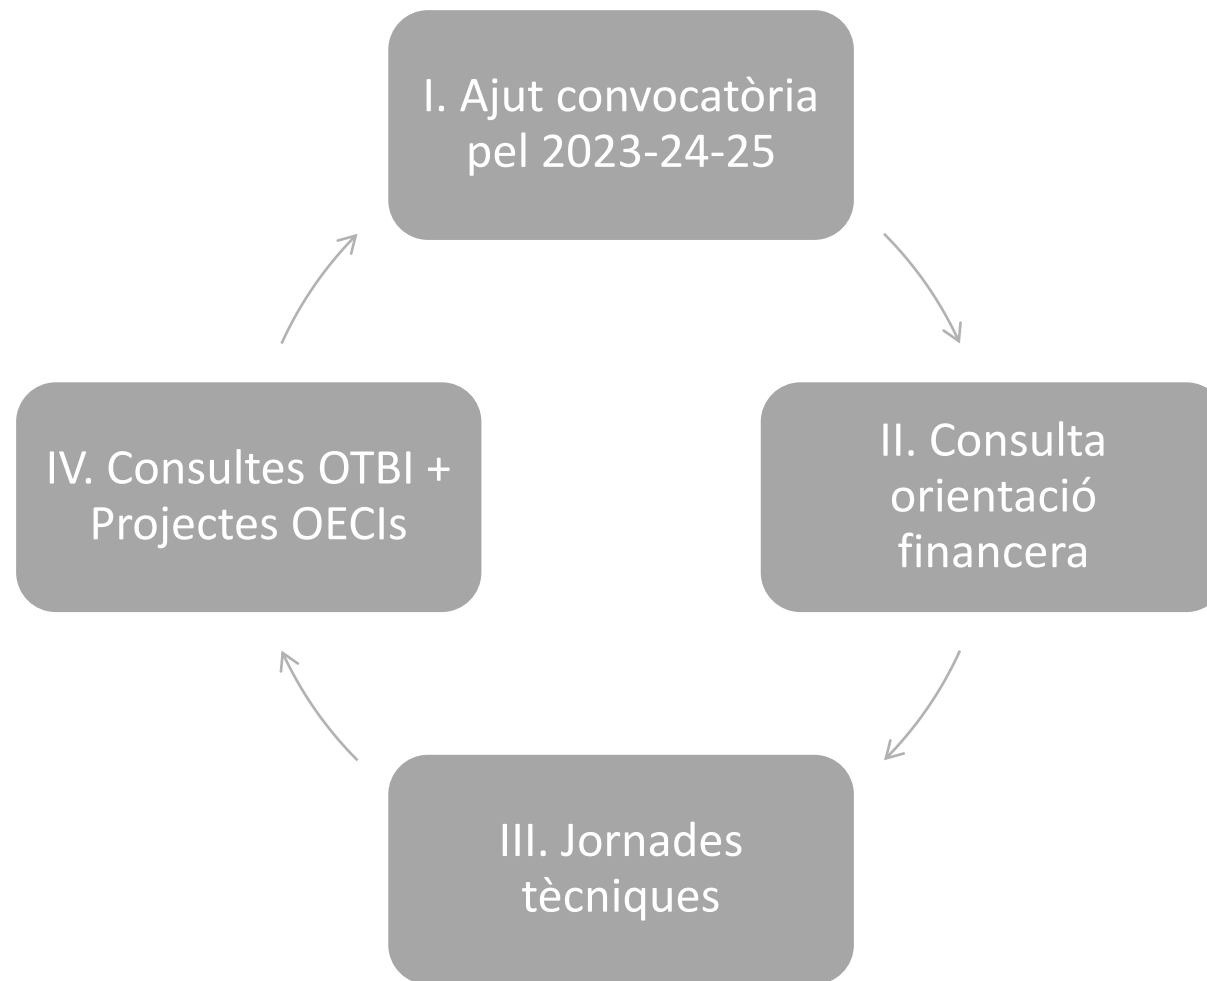 I. Ajut convocatòria
pel 2023-24-25
II. Consulta
orientació
financera
III. Jornades
tècniques
IV. Consultes OTBI +
Projectes OECIs